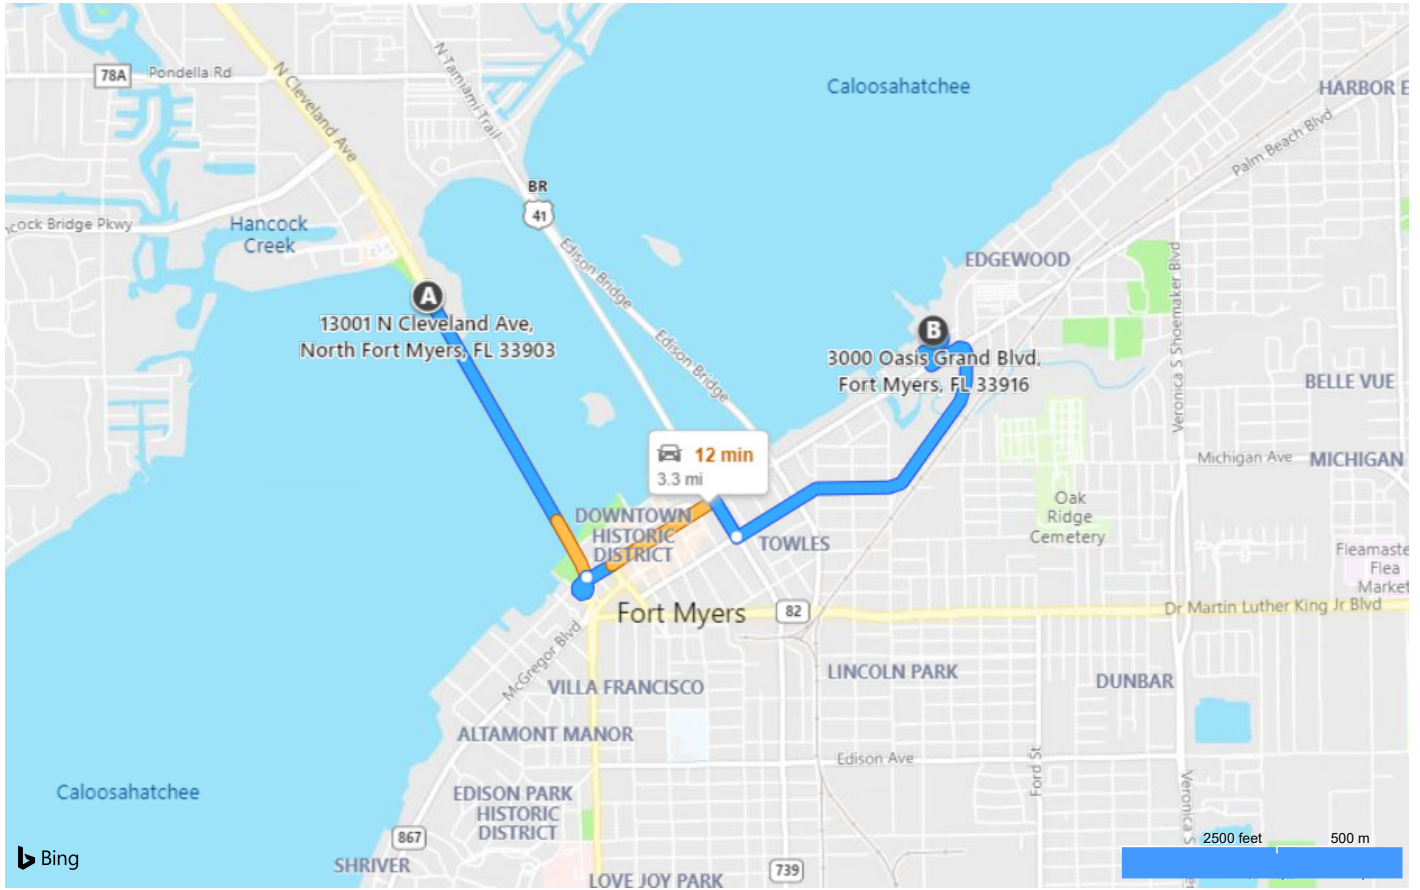 78A
Pondella Rd
N Cleveland Ave
N Tamiami Trail
Caloosahatchee
HARBOR E
Palm Beach Blvd
BR
41
cock Bridge Pkwy
Hancock
Creek
Edison Bridge
Edison Bridge
EDGEWOOD
Veronica S Shoemaker Blvd
A
13001 N Cleveland Ave,
North Fort Myers, FL 33903
B
3000 Oasis Grand Blvd,
Fort Myers, FL 33916
BELLE VUE
12 min
3.3 mi
Michigan Ave
MICHIGAN
Oak
Ridge
Cemetery
DOWNTOWN
HISTORIC
DISTRICT
TOWLES
Fleamaste
Flea
Market
Fort Myers
82
Dr Martin Luther King Jr Blvd
McGregor Blvd
VILLA FRANCISCO
LINCOLN PARK
DUNBAR
ALTAMONT MANOR
Edison Ave
Ford St
Veronica S
Caloosahatchee
EDISON PARK
HISTORIC
DISTRICT
867
Bing
SHRIVER
LOVE JOY PARK
739
2500 feet
500 m